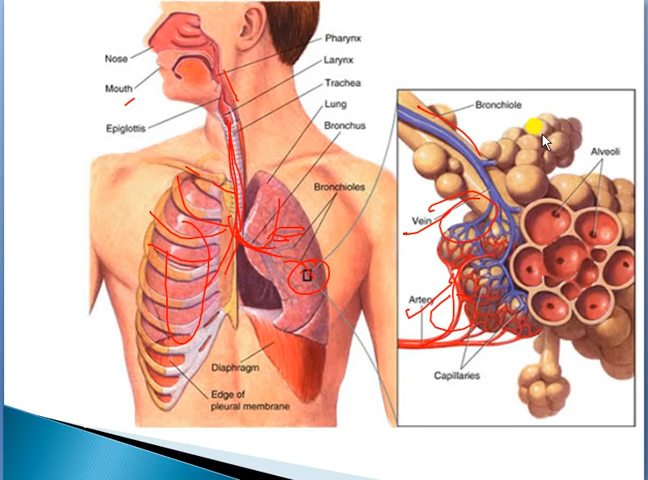 Nose
Mouth
Epiglottis
Pharynx
Larynx
Trachea
Lung
Bronchus
Bronchioles
Diaphragm
Edge of
pleural membrane
Bronchiole
Alveoli
Vein
Capillaries